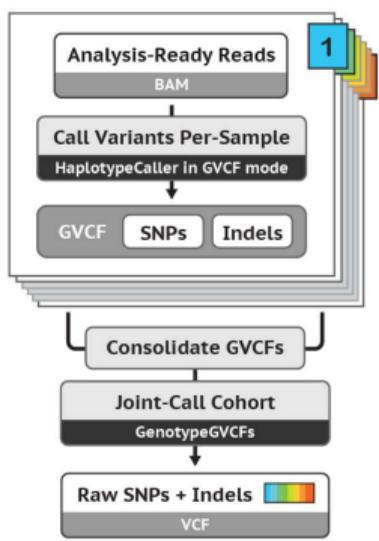 1
Analysis-Ready Reads
BAM
Call Variants Per-Sample
HaplotypeCaller in GVCF mode
GVCF SNPs Indels
Consolidate GVCFs
Joint-Call Cohort
GenotypeGVCFs
Raw SNPs + Indels
VCF